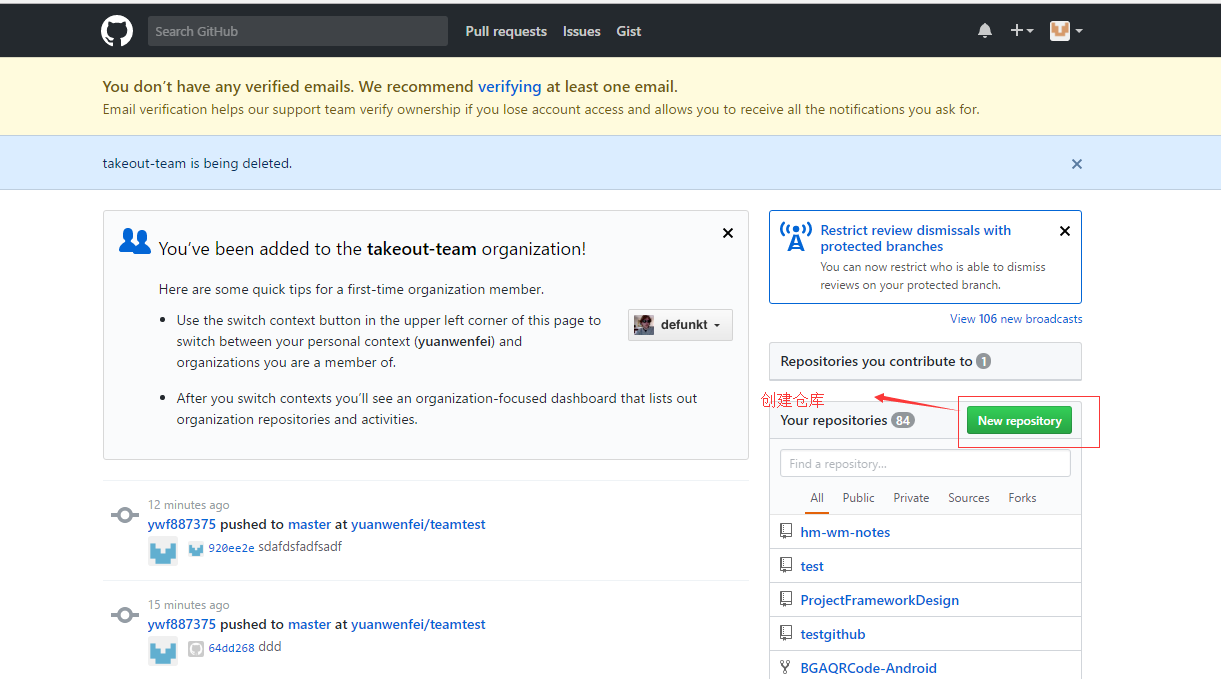 Search GitHub
Pull requests
Issues
Gist
You don’t have any verified emails. We recommend verifying at least one email.
Email verification helps our support team verify ownership if you lose account access and allows you to receive all the notifications you ask for.
takeout-team is being deleted.
You’ve been added to the takeout-team organization!
Here are some quick tips for a first-time organization member.
Use the switch context button in the upper left corner of this page to
switch between your personal context (yuanwenfei) and
organizations you are a member of.
defunkt
After you switch contexts you’ll see an organization-focused dashboard that lists out
organization repositories and activities.
12 minutes ago
ywf887375 pushed to master at yuanwenfei/teamtest
920ee2e sdafdsfadfsadf
15 minutes ago
ywf887375 pushed to master at yuanwenfei/teamtest
64dd268 ddd
Restrict review dismissals with
protected branches
You can now restrict who is able to dismiss
reviews on your protected branch.
View 106 new broadcasts
Repositories you contribute to 1
创建仓库
Your repositories 84
New repository
Find a repository...
All
Public
Private
Sources
Forks
hm-wm-notes
test
ProjectFrameworkDesign
testgithub
BGAQRCode-Android